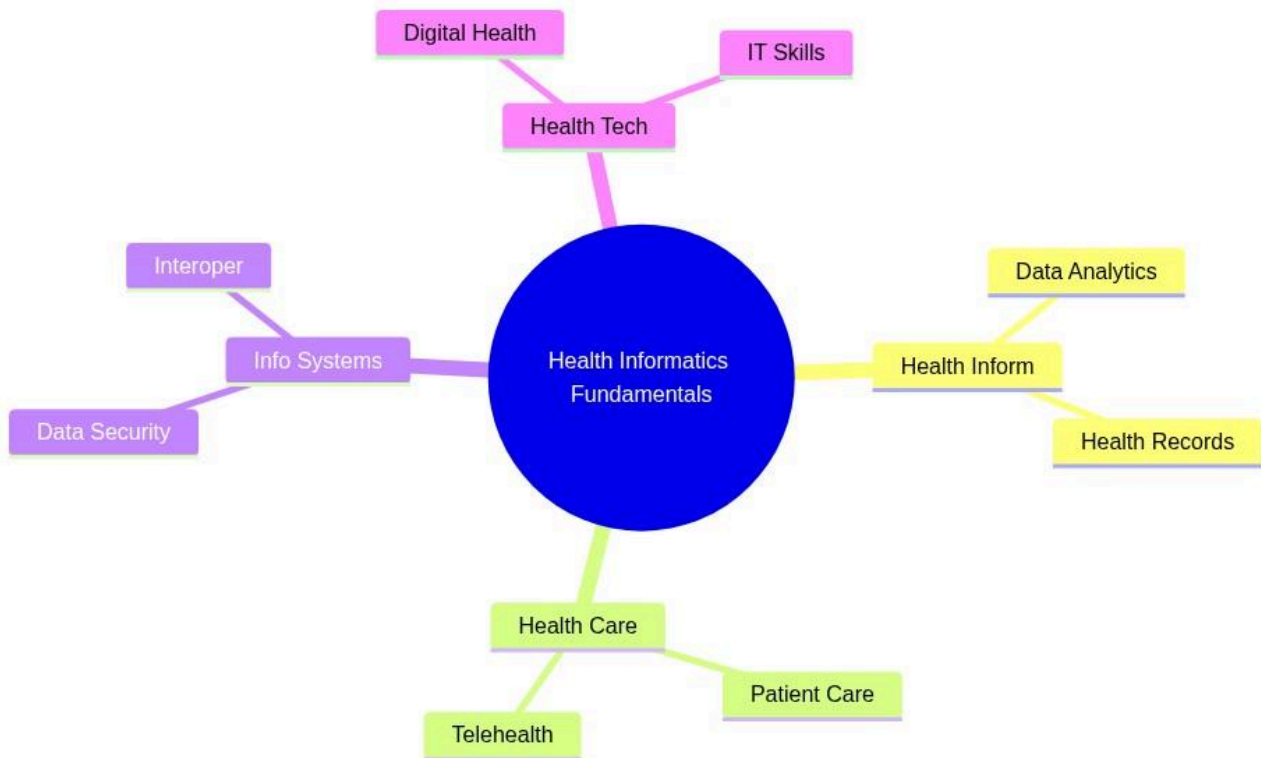 Digital Health
IT Skills
Health Tech
Interoper
Data Analytics
Info Systems
Health Informatics
Fundamentals
Health Inform
Data Security
Health Records
Health Care
Patient Care
Telehealth